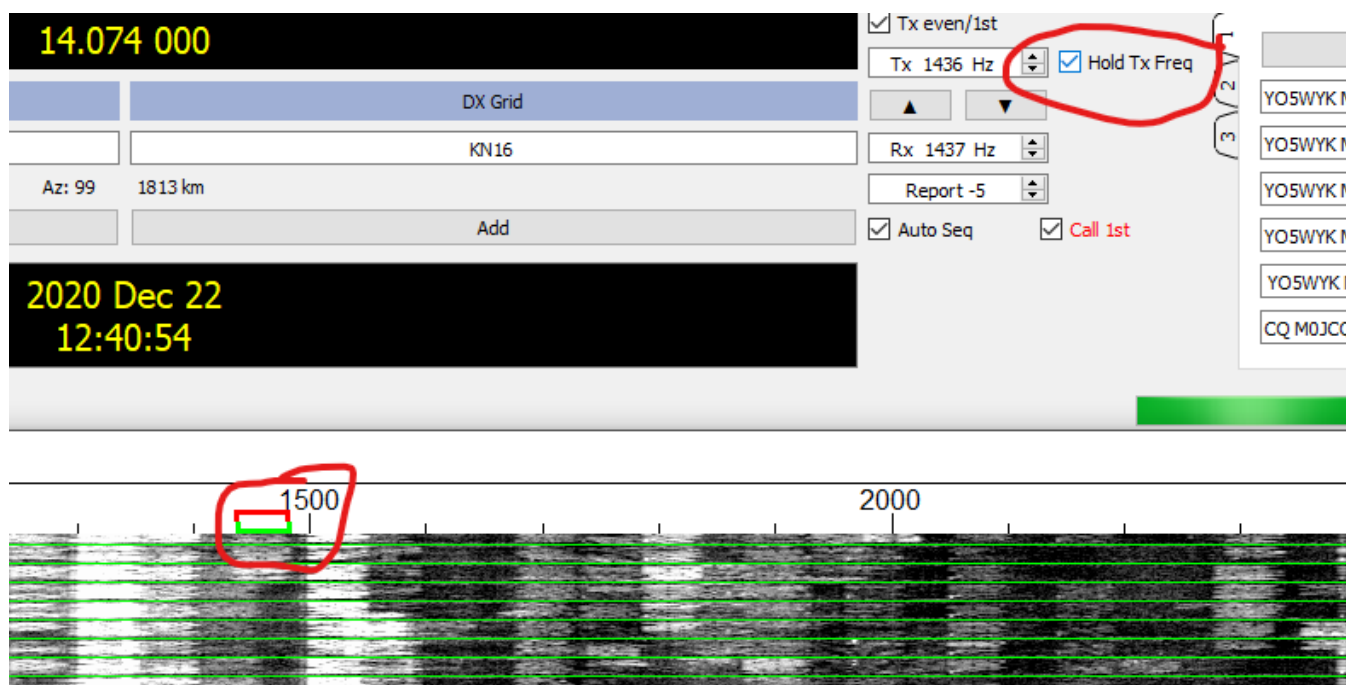 14.074 000
Tx even/1st
Tx 1436 Hz
Hold Tx Freq
1
2
3
▲ ▼
DX Grid
KN16
Rx 1437 Hz
Az: 99 1813 km
Report -5
Add
Auto Seq
Call 1st
YO5WYK
YO5WYK
YO5WYK
YO5WYK
YO5WYK
CQ
2020 Dec 22
12:40:54
1500 2000